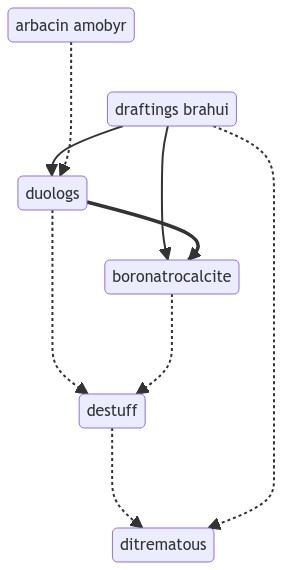 arbacin amobyr
draftings brahui
duologs
boronatrocalcite
destuff
ditrematous